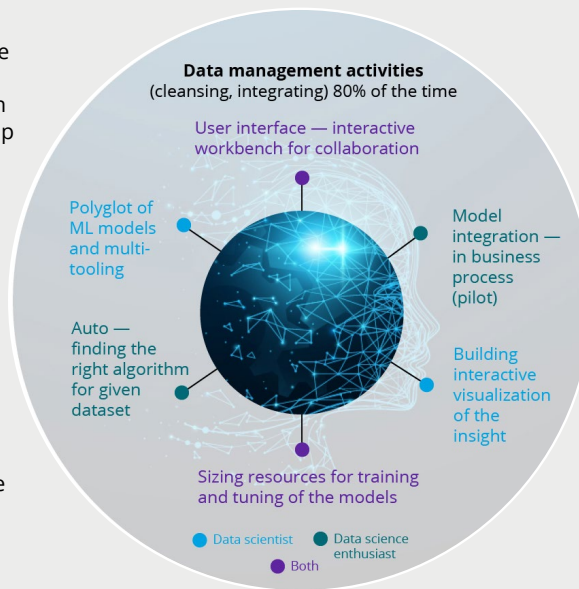 e
n
p
e
Data management activities
(cleansing, integrating) 80% of the time
User interface — interactive
workbench for collaboration
Polyglot of
ML models
and multi-
tooling
Model
integration —
in business
process
(pilot)
Auto —
finding the
right algorithm
for given
dataset
Building
interactive
visualization
of the
insight
Sizing resources for training
and tuning of the models
Data scientist
Data science
enthusiast
Both